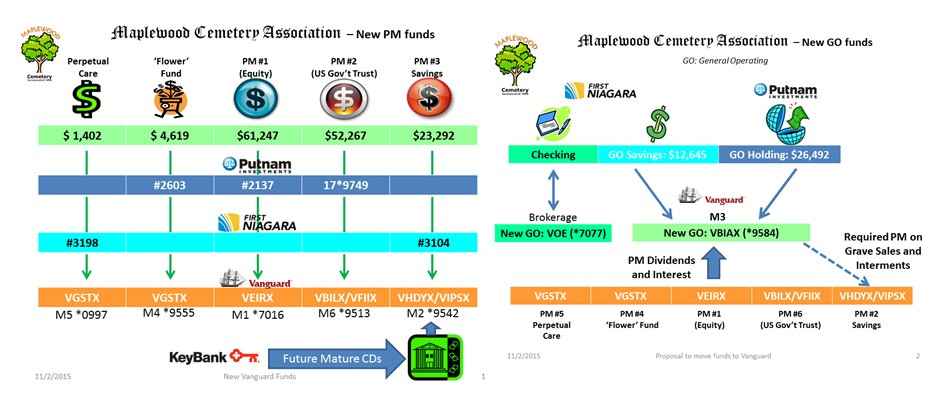 MAPLEWOOD
Cemetery
Maplewood Cemetery Association – New PM funds
Perpetual Care
‘Flower’ Fund
PM #1 (Equity)
PM #2 (US Gov’t Trust)
PM #3 Savings
$ 1,402
$ 4,619
$61,247
$52,267
$23,292
Putnam
INVESTMENTS
#2603
#2137
17*9749
FIRST
NIAGARA
#3198
#3104
Vanguard
VGSTX
VGSTX
VEIRX
VBILX/VFIIX
VHDYX/VIPSX
M5 *0997
M4 *9555
M1 *7016
M6 *9513
M2 *9542
KeyBank
Future Mature CDs
11/2/2015
New Vanguard Funds
1
MAPLEWOOD
Cemetery
Maplewood Cemetery Association – New GO funds
GO: General Operating
FIRST
NIAGARA
Putnam
INVESTMENTS
Checking
GO Savings: $12,645
GO Holding: $26,492
Vanguard
M3
Brokerage
New GO: VOE (*7077)
New GO: VBIAX (*9584)
Required PM on
Grave Sales and
Interments
PM Dividends
and Interest
VGSTX
VGSTX
VEIRX
VBILX/VFIIX
VHDYX/VIPSX
PM #5 Perpetual Care
PM #4 ‘Flower’ Fund
PM #1 (Equity)
PM #6 (US Gov’t Trust)
PM #2 Savings
11/2/2015
Proposal to move funds to Vanguard
2